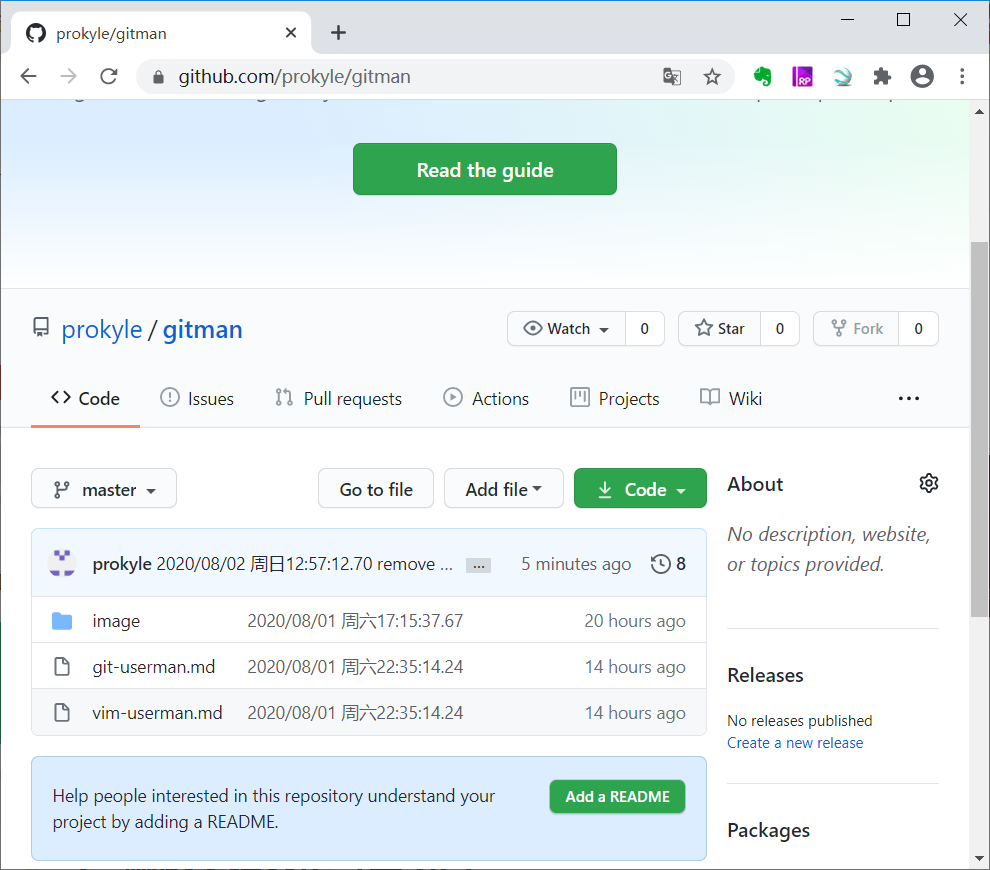 prokyle/gitman
github.com/prokyle/gitman
Read the guide
prokyle / gitman
Watch 0 Star 0 Fork 0
Code Issues Pull requests Actions Projects Wiki ...
master Go to file Add file Code
prokyle 2020/08/02 周日12:57:12.70 remove ... ... 5 minutes ago 8
image 2020/08/01 周六17:15:37.67 20 hours ago
git-userman.md 2020/08/01 周六22:35:14.24 14 hours ago
vim-userman.md 2020/08/01 周六22:35:14.24 14 hours ago
Help people interested in this repository understand your
project by adding a README.
Add a README
About
No description, website,
or topics provided.
Releases
No releases published
Create a new release
Packages